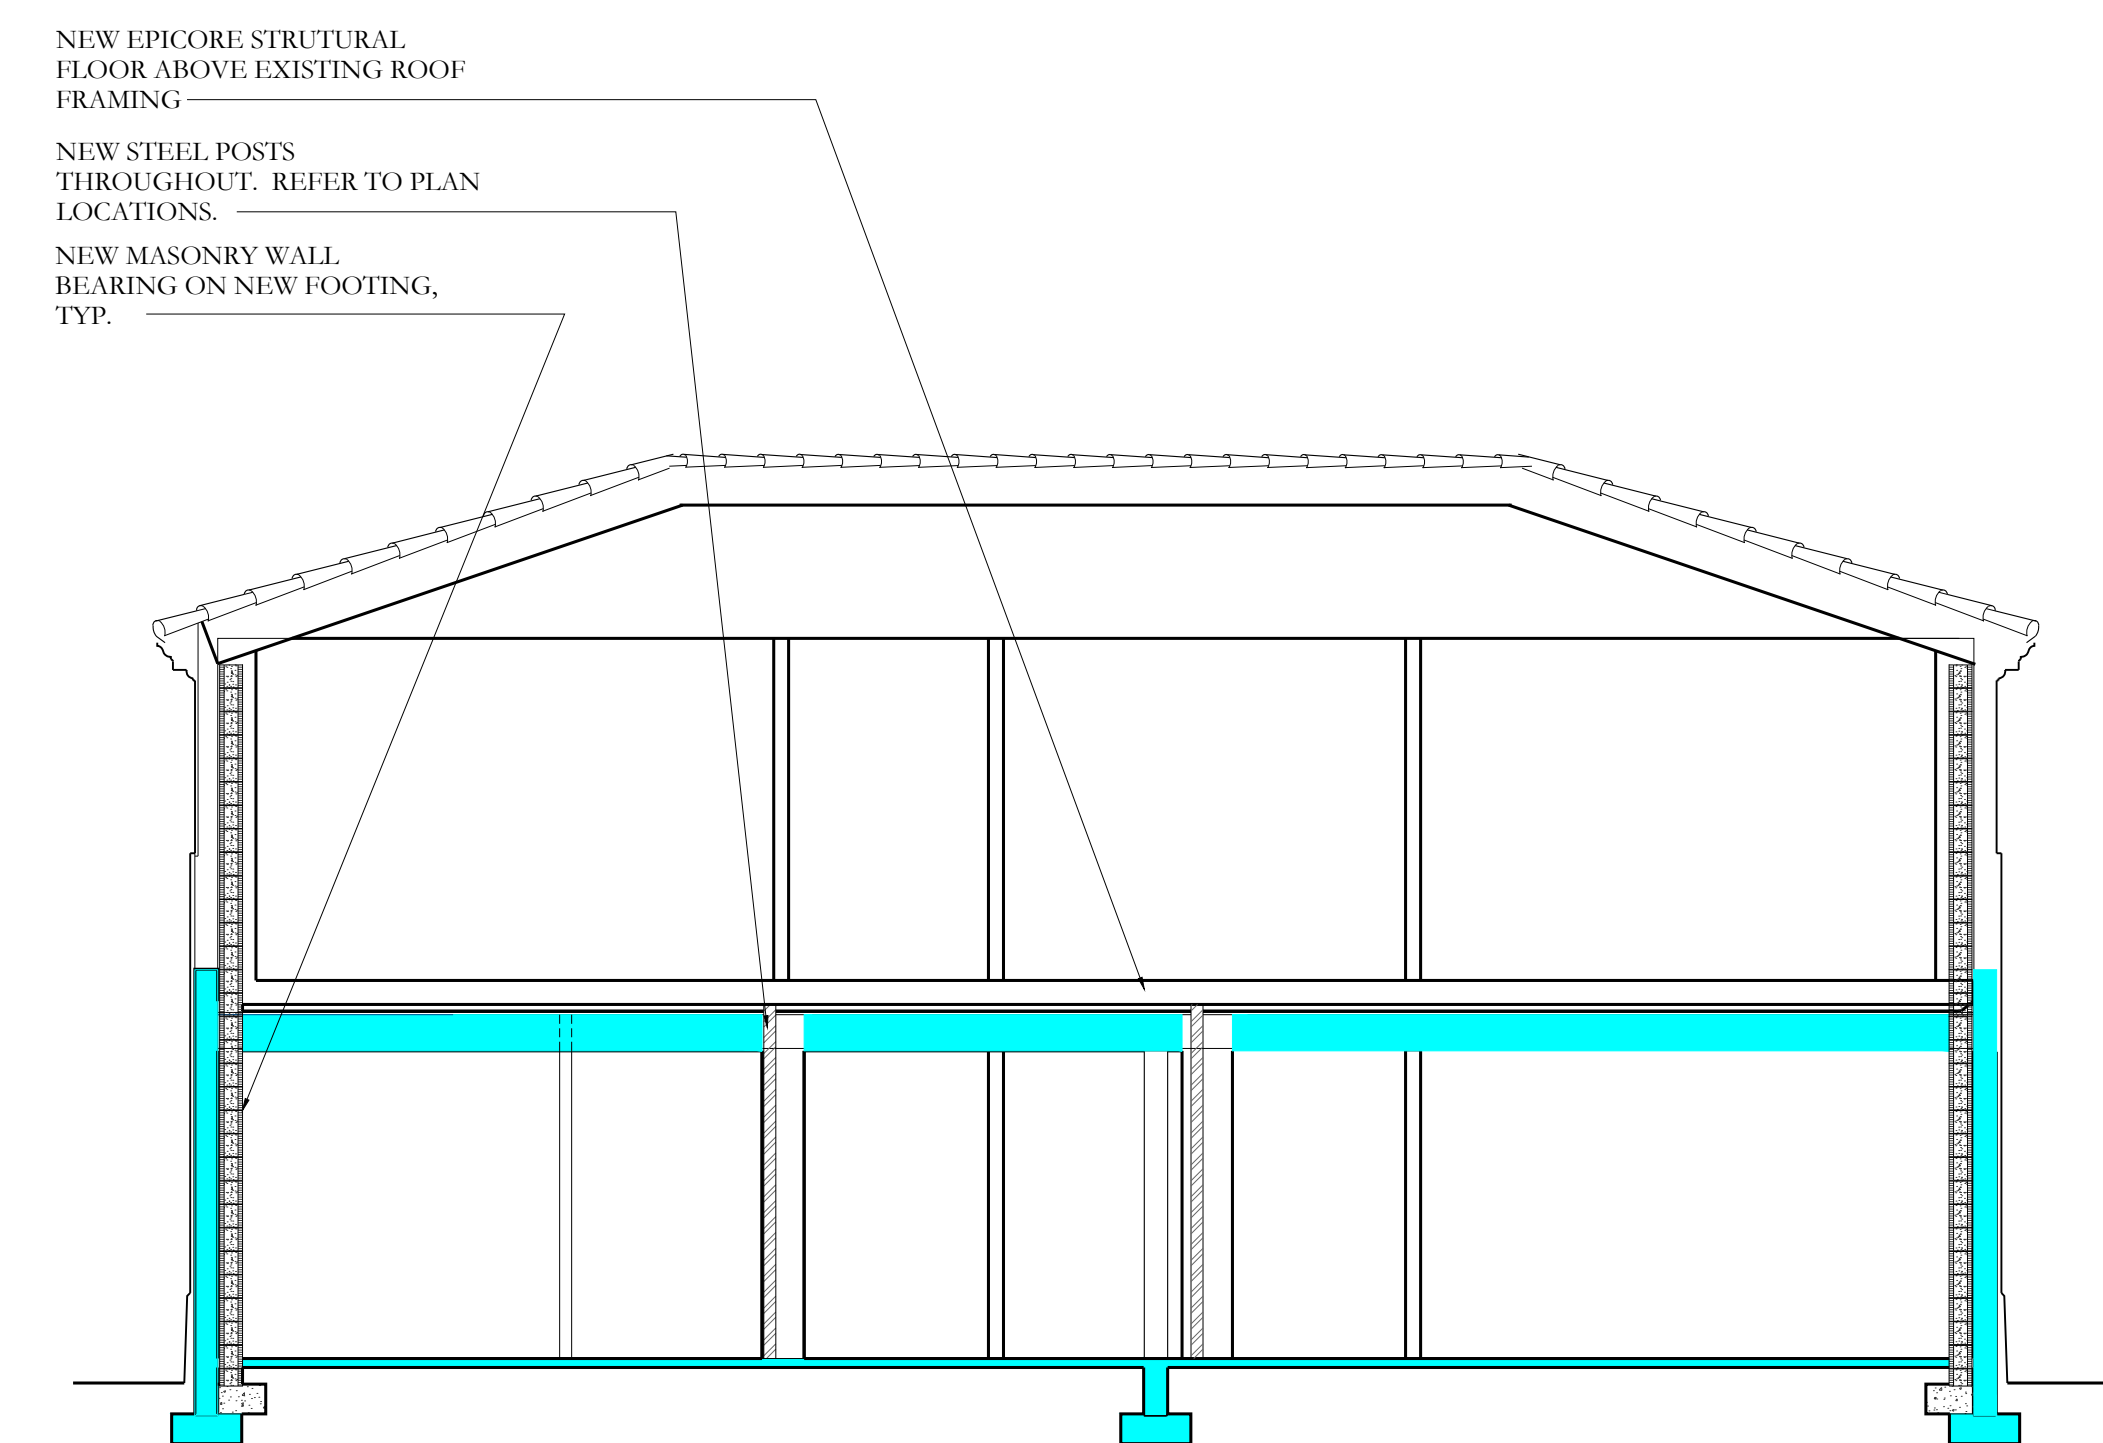 NEW EPICORE STRUTURAL
FLOOR ABOVE EXISTING ROOF
FRAMING
NEW STEEL POSTS
THROUGHOUT. REFER TO PLAN
LOCATIONS.
NEW MASONRY WALL
BEARING ON NEW FOOTING,
TYP.